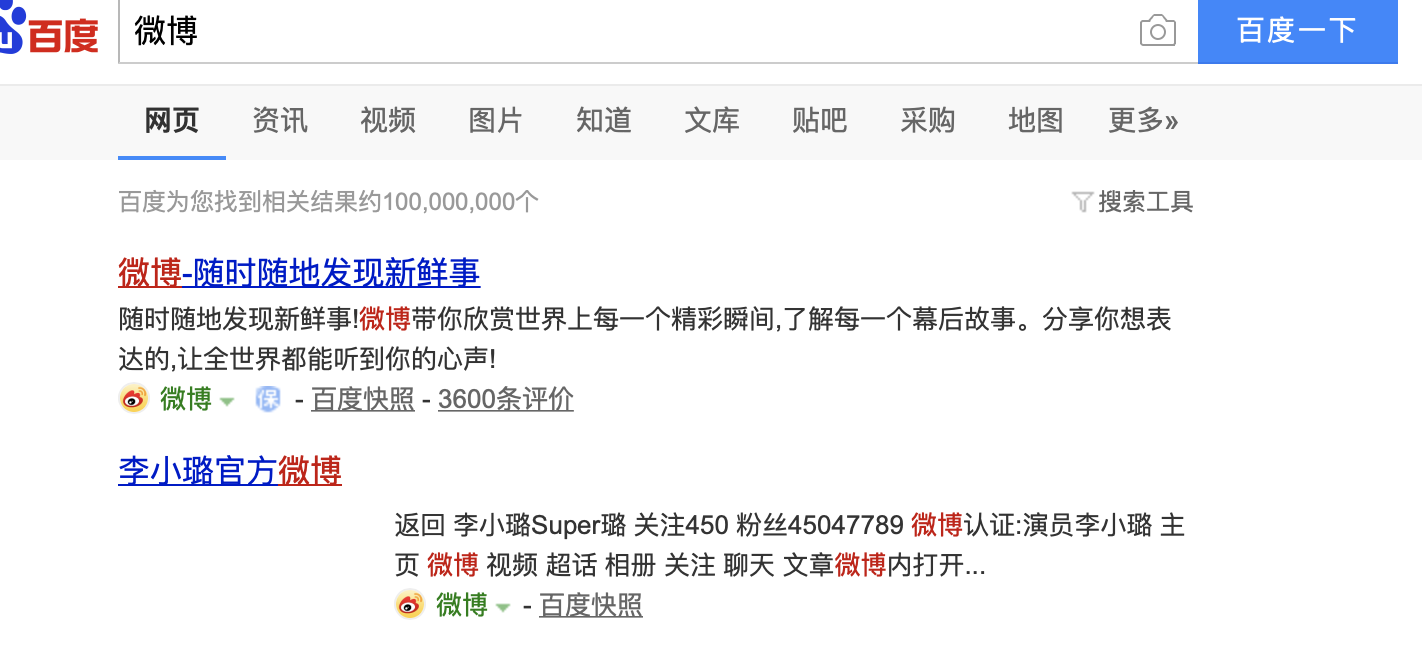 百度 微博 百度一下
网页 资讯 视频 图片 知道 文库 贴吧 采购 地图 更多»
百度为您找到相关结果约100,000,000个 搜索工具
微博-随时随地发现新鲜事
随时随地发现新鲜事!微博带你欣赏世界上每一个精彩瞬间,了解每一个幕后故事。分享你想表
达的,让全世界都能听到你的心声!
微博 保 - 百度快照 - 3600条评价
李小璐官方微博
返回 李小璐Super璐 关注450 粉丝45047789 微博认证:演员李小璐 主
页 微博 视频 超话 相册 关注 聊天 文章微博内打开...
微博 - 百度快照